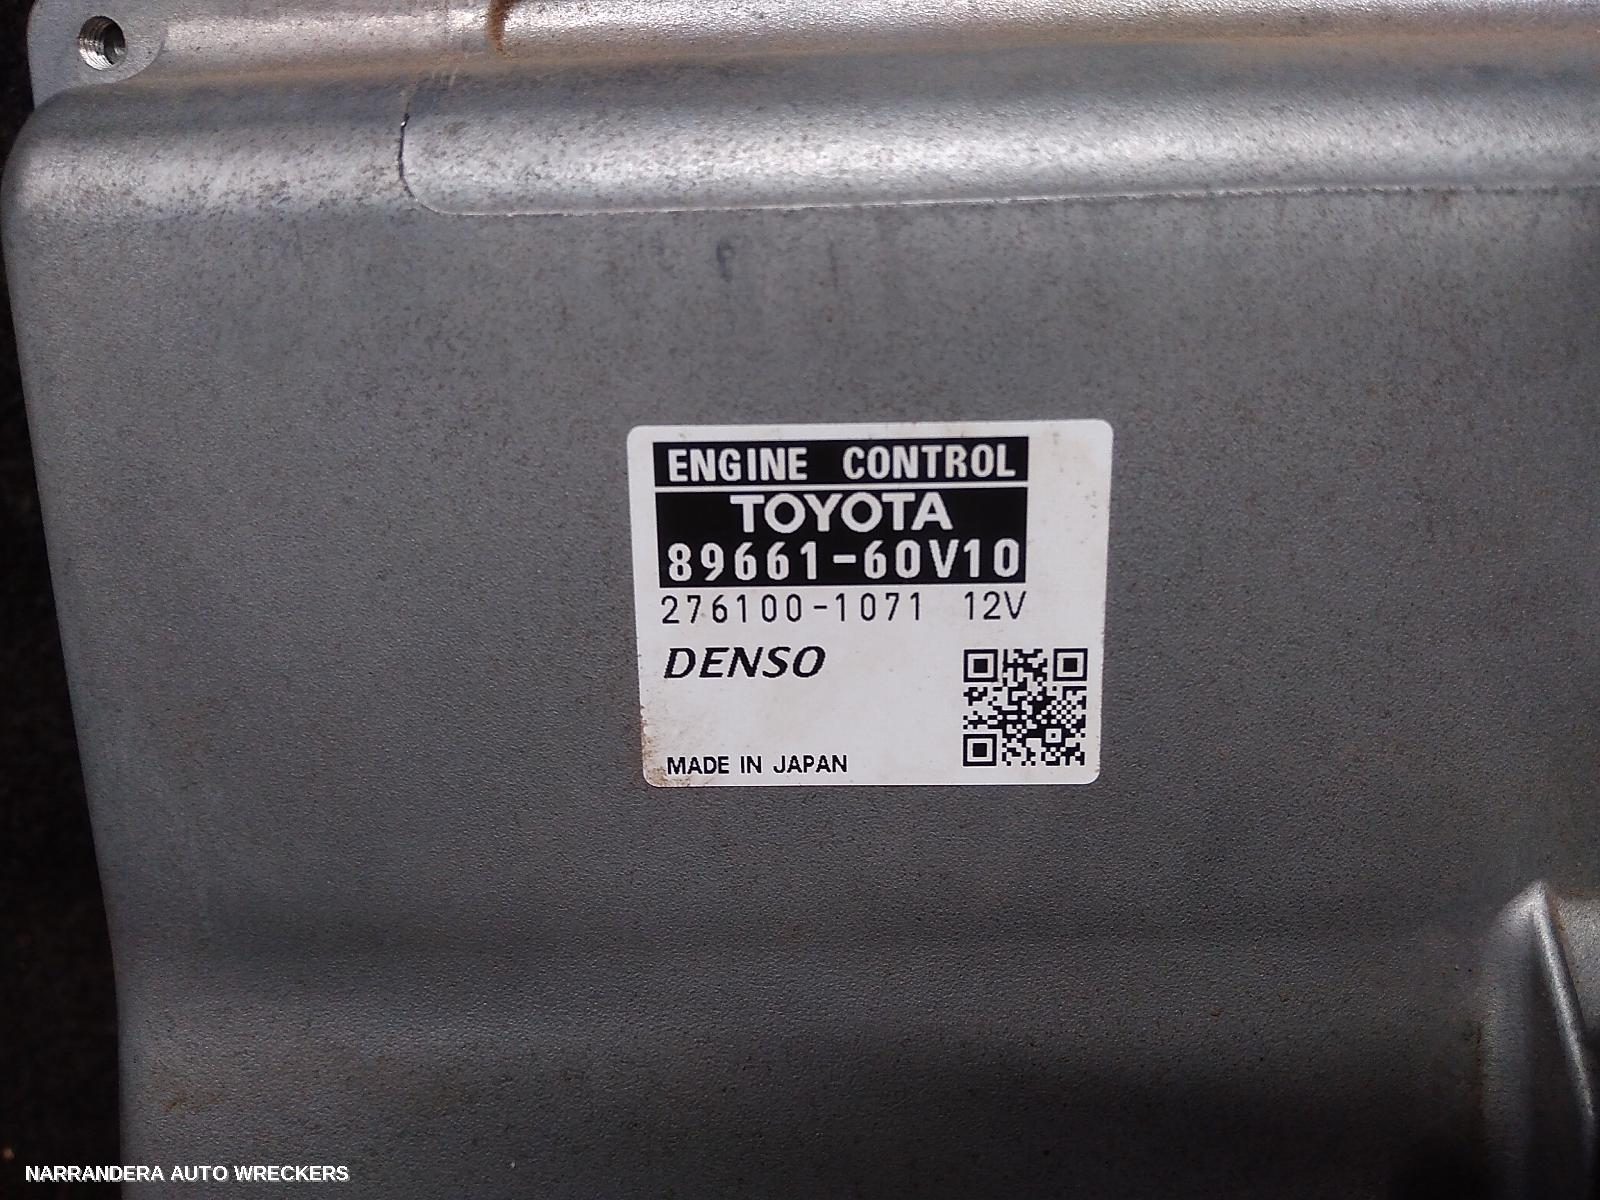 ENGINE CONTROL
TOYOTA
89661-60V10
276100-1071 12V
DENSO
MADE IN JAPAN
NARRANDERA AUTO WRECKERS